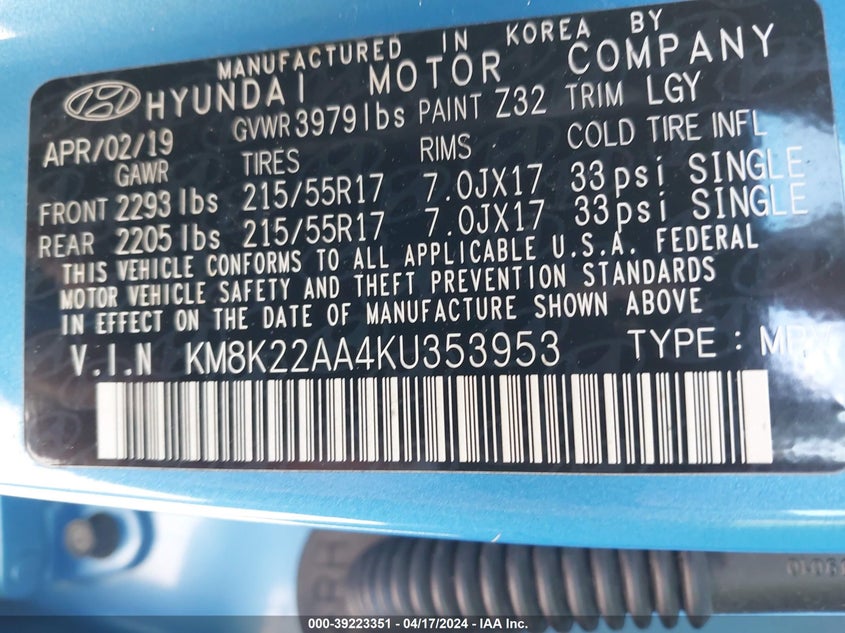 MANUFACTURED IN KOREA BY
HYUNDAI MOTOR COMPANY
APR/02/19 GVWR 3979lbs PAINT Z32 TRIM LGY
GAWR TIRES RIMS COLD TIRE INFL
FRONT 2293 lbs 215/55R17 7.0JX17 33psi SINGLE
REAR 2205 lbs 215/55R17 7.0JX17 33psi SINGLE
THIS VEHICLE CONFORMS TO ALL APPLICABLE U.S.A. FEDERAL
MOTOR VEHICLE SAFETY AND THEFT PREVENTION STANDARDS
IN EFFECT ON THE DATE OF MANUFACTURE SHOWN ABOVE
V.I.N KM8K22AA4KU353953 TYPE :
RH
000-39223351 - 04/17/2024 - IAA Inc.